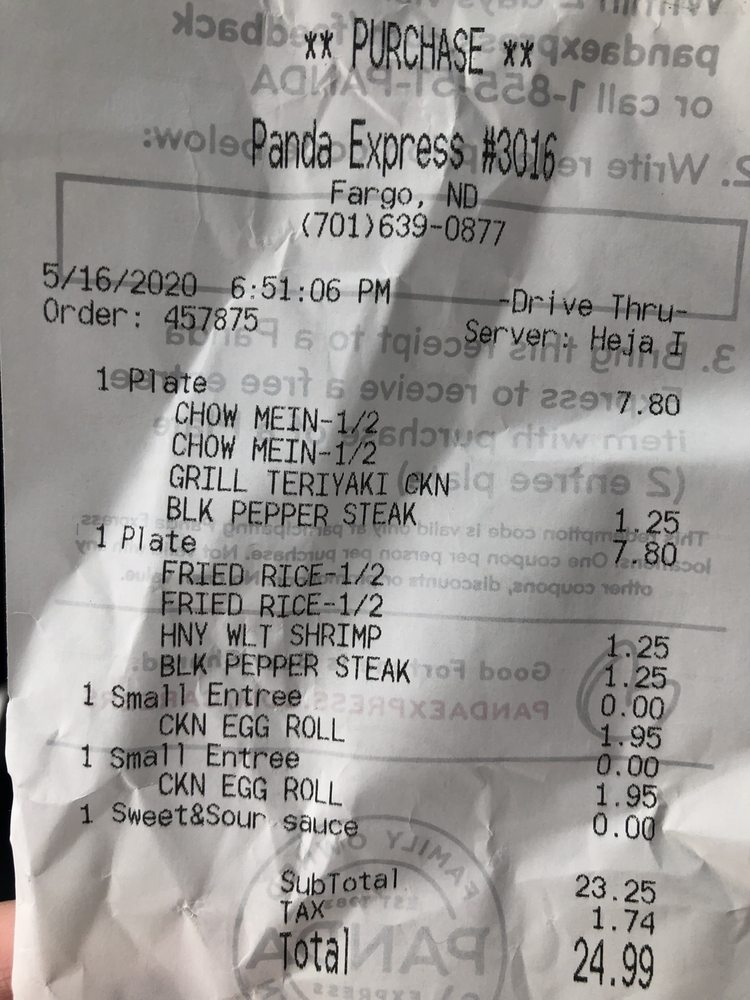 ** PURCHASE **
Panda Express #3016
Fargo, ND
(701)639-0877
5/16/2020 6:51:06 PM -Drive Thru-
Order: 457875 Server: Heja I
1 Plate 7.80
CHOW MEIN-1/2
CHOW MEIN-1/2
GRILL TERIYAKI CKN
BLK PEPPER STEAK 1.25
1 Plate 7.80
FRIED RICE-1/2
FRIED RICE-1/2
HNY WLT SHRIMP 1.25
BLK PEPPER STEAK 1.25
1 Small Entree 0.00
CKN EGG ROLL 1.95
1 Small Entree 0.00
CKN EGG ROLL 1.95
1 Sweet&Sour sauce 0.00
SubTotal 23.25
TAX 1.74
Total 24.99